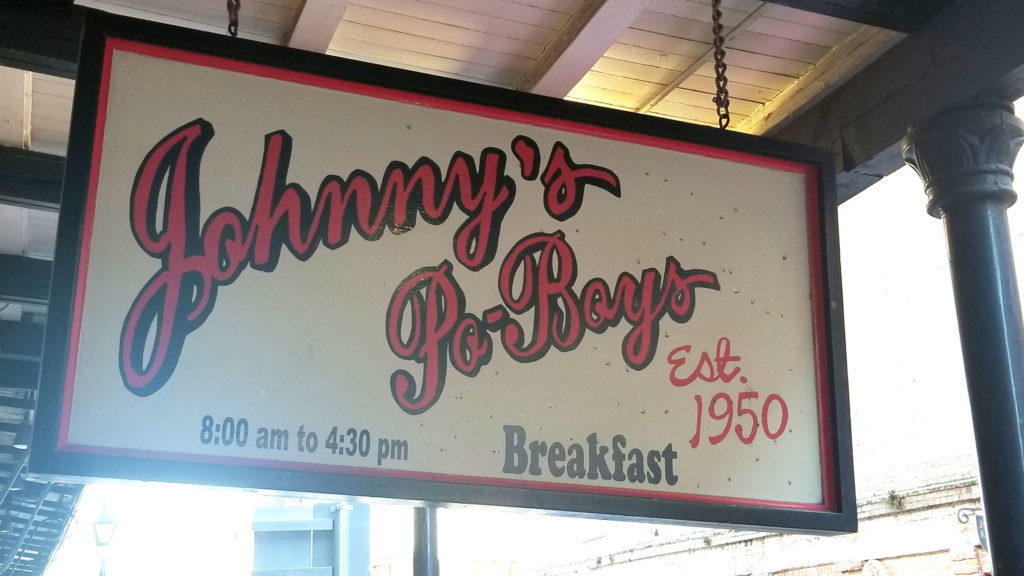 Johnny's
Po-Boys
Est.
1950
8:00 am to 4:30 pm
Breakfast